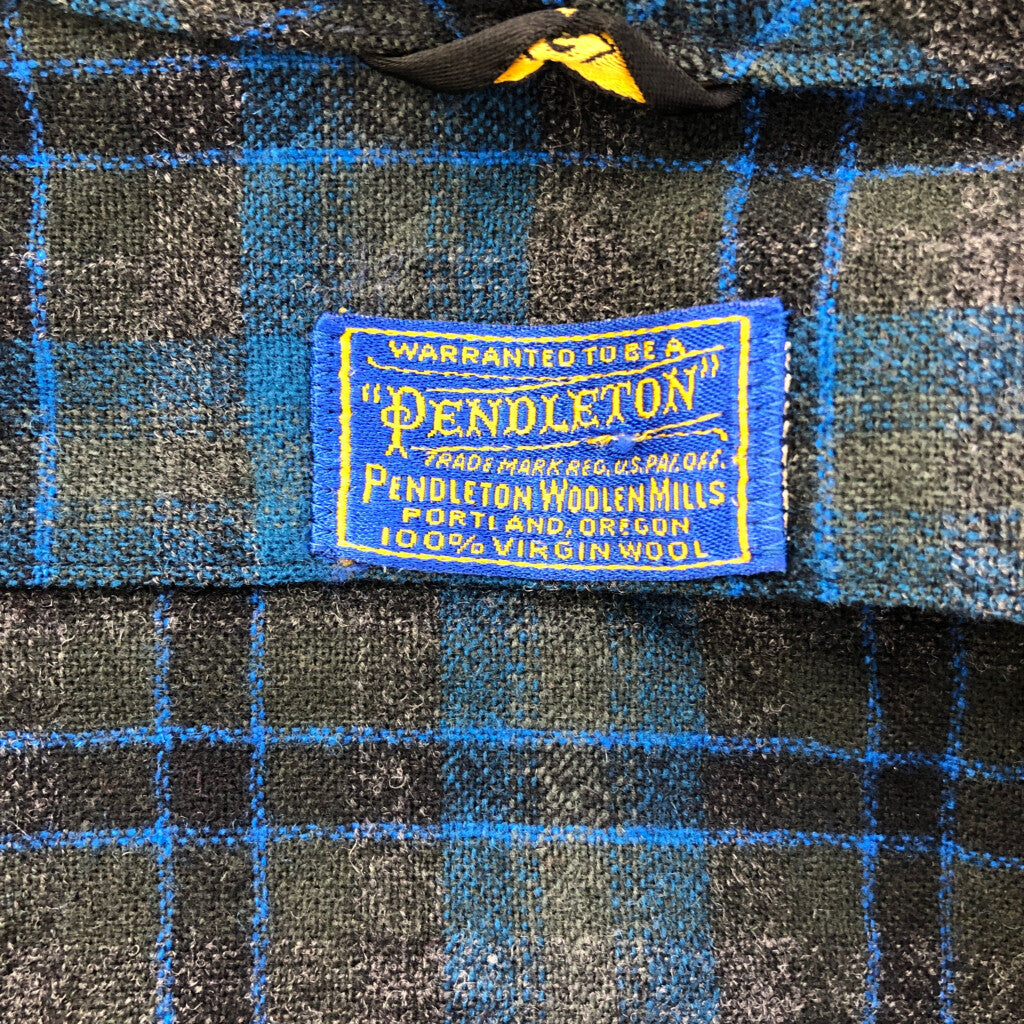 WARRANTED TO BE A
"PENDLETON"
TRADE MARK REG. U.S. PAT. OFF.
PENDLETON WOOLEN MILLS
PORTLAND, OREGON
100% VIRGIN WOOL